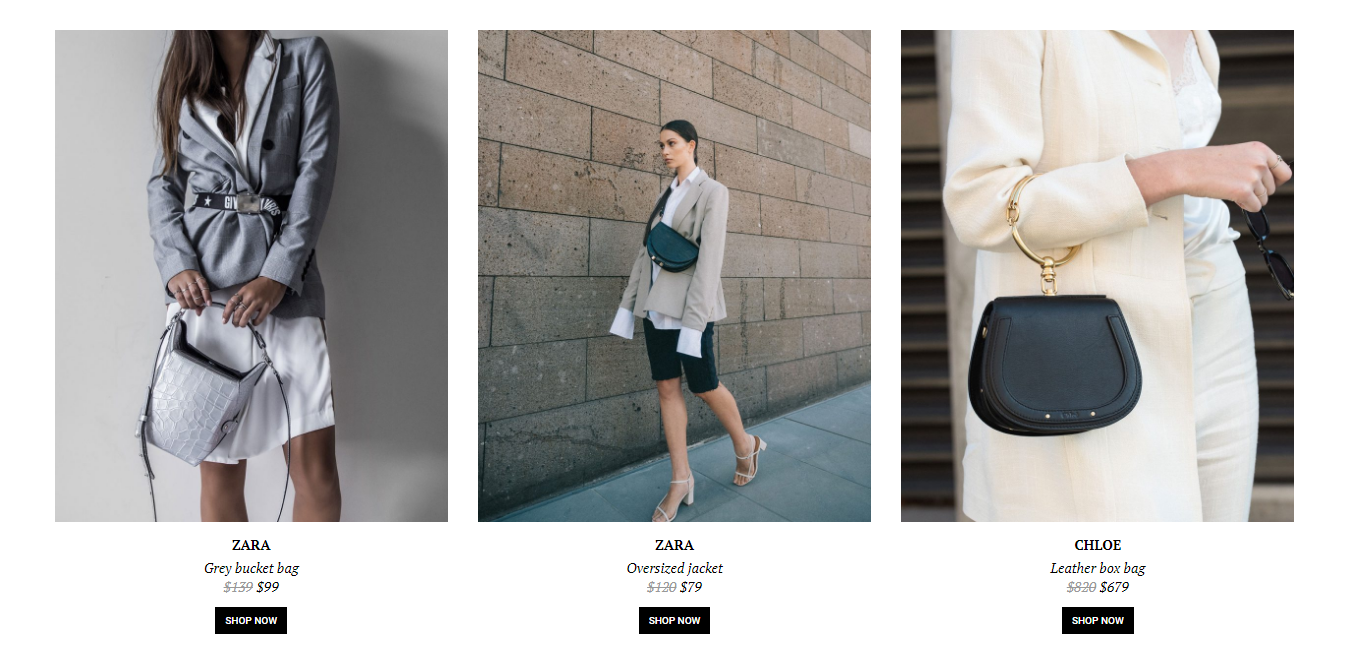 ZARA
Grey bucket bag
$139 $99
SHOP NOW
ZARA
Oversized jacket
$120 $79
SHOP NOW
CHLOE
Leather box bag
$820 $679
SHOP NOW